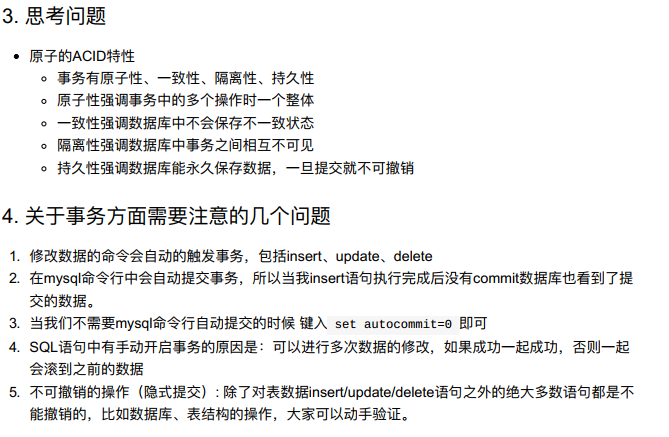 3. 思考问题
原子的ACID特性
事务有原子性、一致性、隔离性、持久性
原子性强调事务中的多个操作时一个整体
一致性强调数据库中不会保存不一致状态
隔离性强调数据库中事务之间相互不可见
持久性强调数据库能永久保存数据，一旦提交就不可撤销
4. 关于事务方面需要注意的几个问题
1. 修改数据的命令会自动的触发事务，包括insert、update、delete
2. 在mysql命令行中会自动提交事务，所以当我insert语句执行完成后没有commit数据库也看到了提
交的数据。
3. 当我们不需要mysql命令行自动提交的时候 键入 set autocommit=0 即可
4. SQL语句中有手动开启事务的原因是：可以进行多次数据的修改，如果成功一起成功，否则一起
会滚到之前的数据
5. 不可撤销的操作（隐式提交）: 除了对表数据insert/update/delete语句之外的绝大多数语句都是不
能撤销的，比如数据库、表结构的操作，大家可以动手验证。